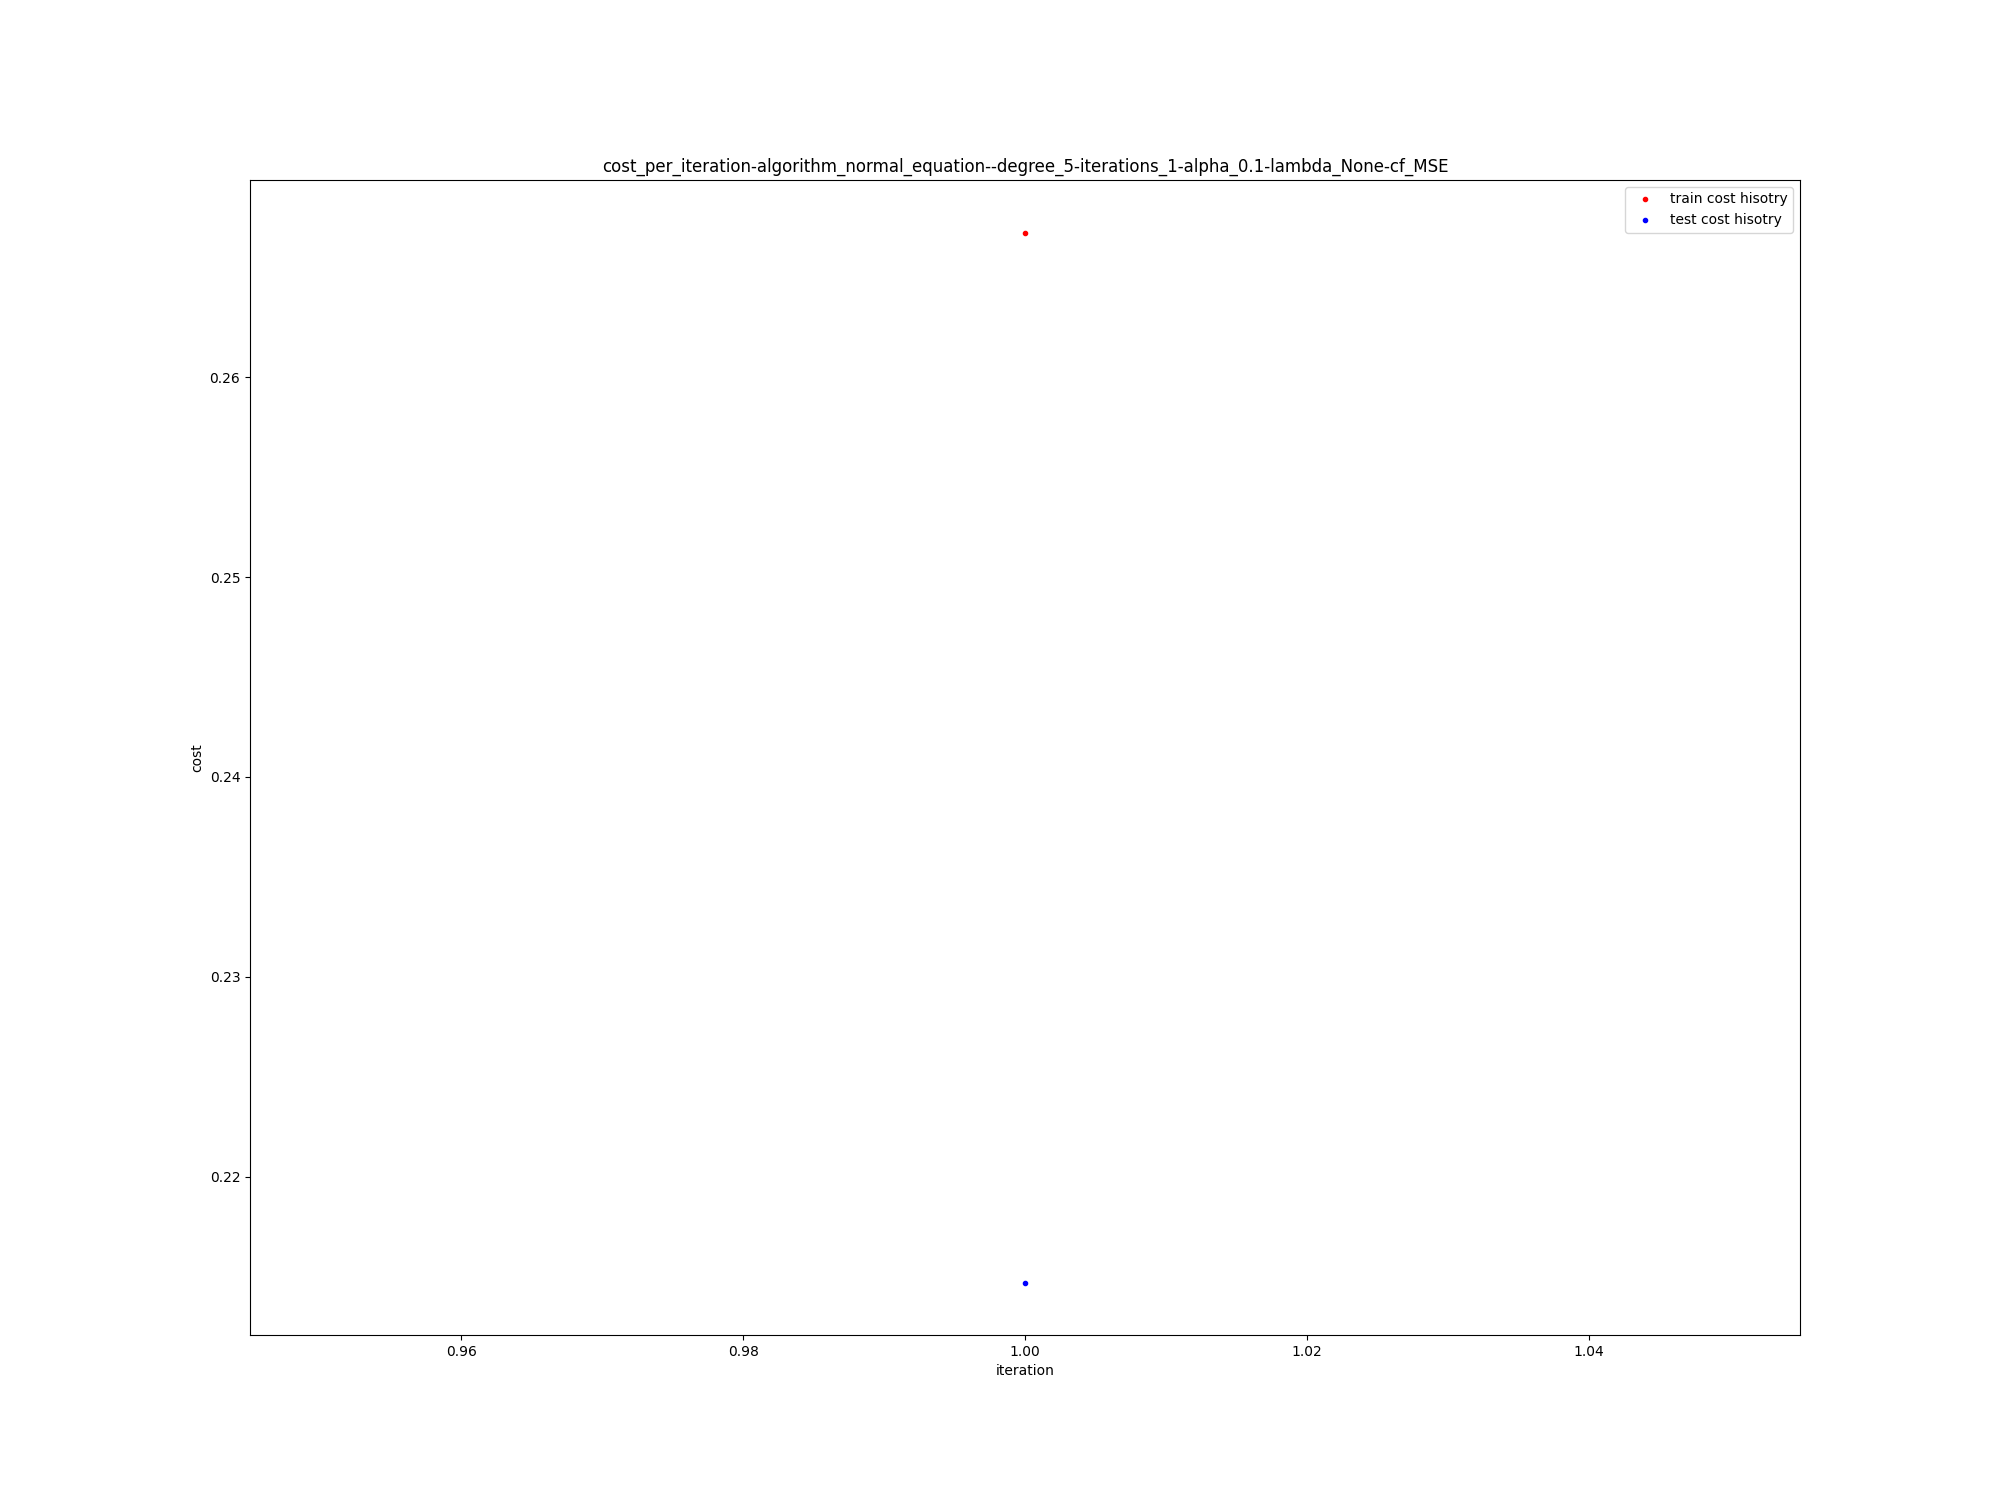 cost_per_iteration-algorithm_normal_equation--degree_5-iterations_1-alpha_0.1-lambda_None-cf_MSE
train cost hisotry
test cost hisotry
0.26
0.25
0.24
0.23
0.22
cost
0.96
0.98
1.00
1.02
1.04
iteration